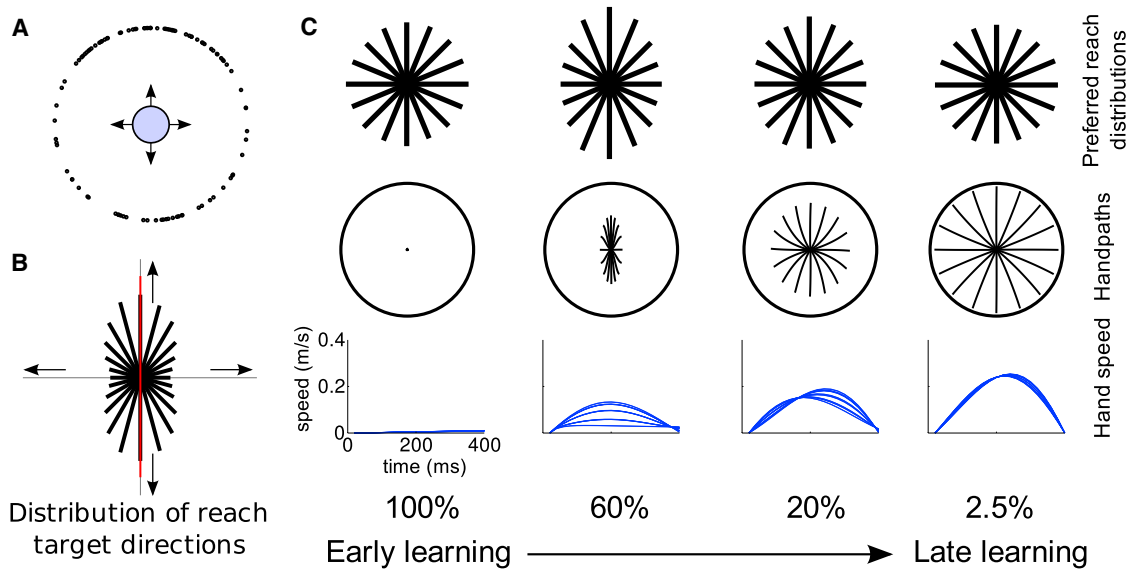 A
B
Distribution of reach
target directions
C
Preferred reach
distributions
Handpaths
Hand speed
speed (m/s)
0.4
0.2
0
0
200
400
time (ms)
100%
60%
20%
2.5%
Early learning
Late learning